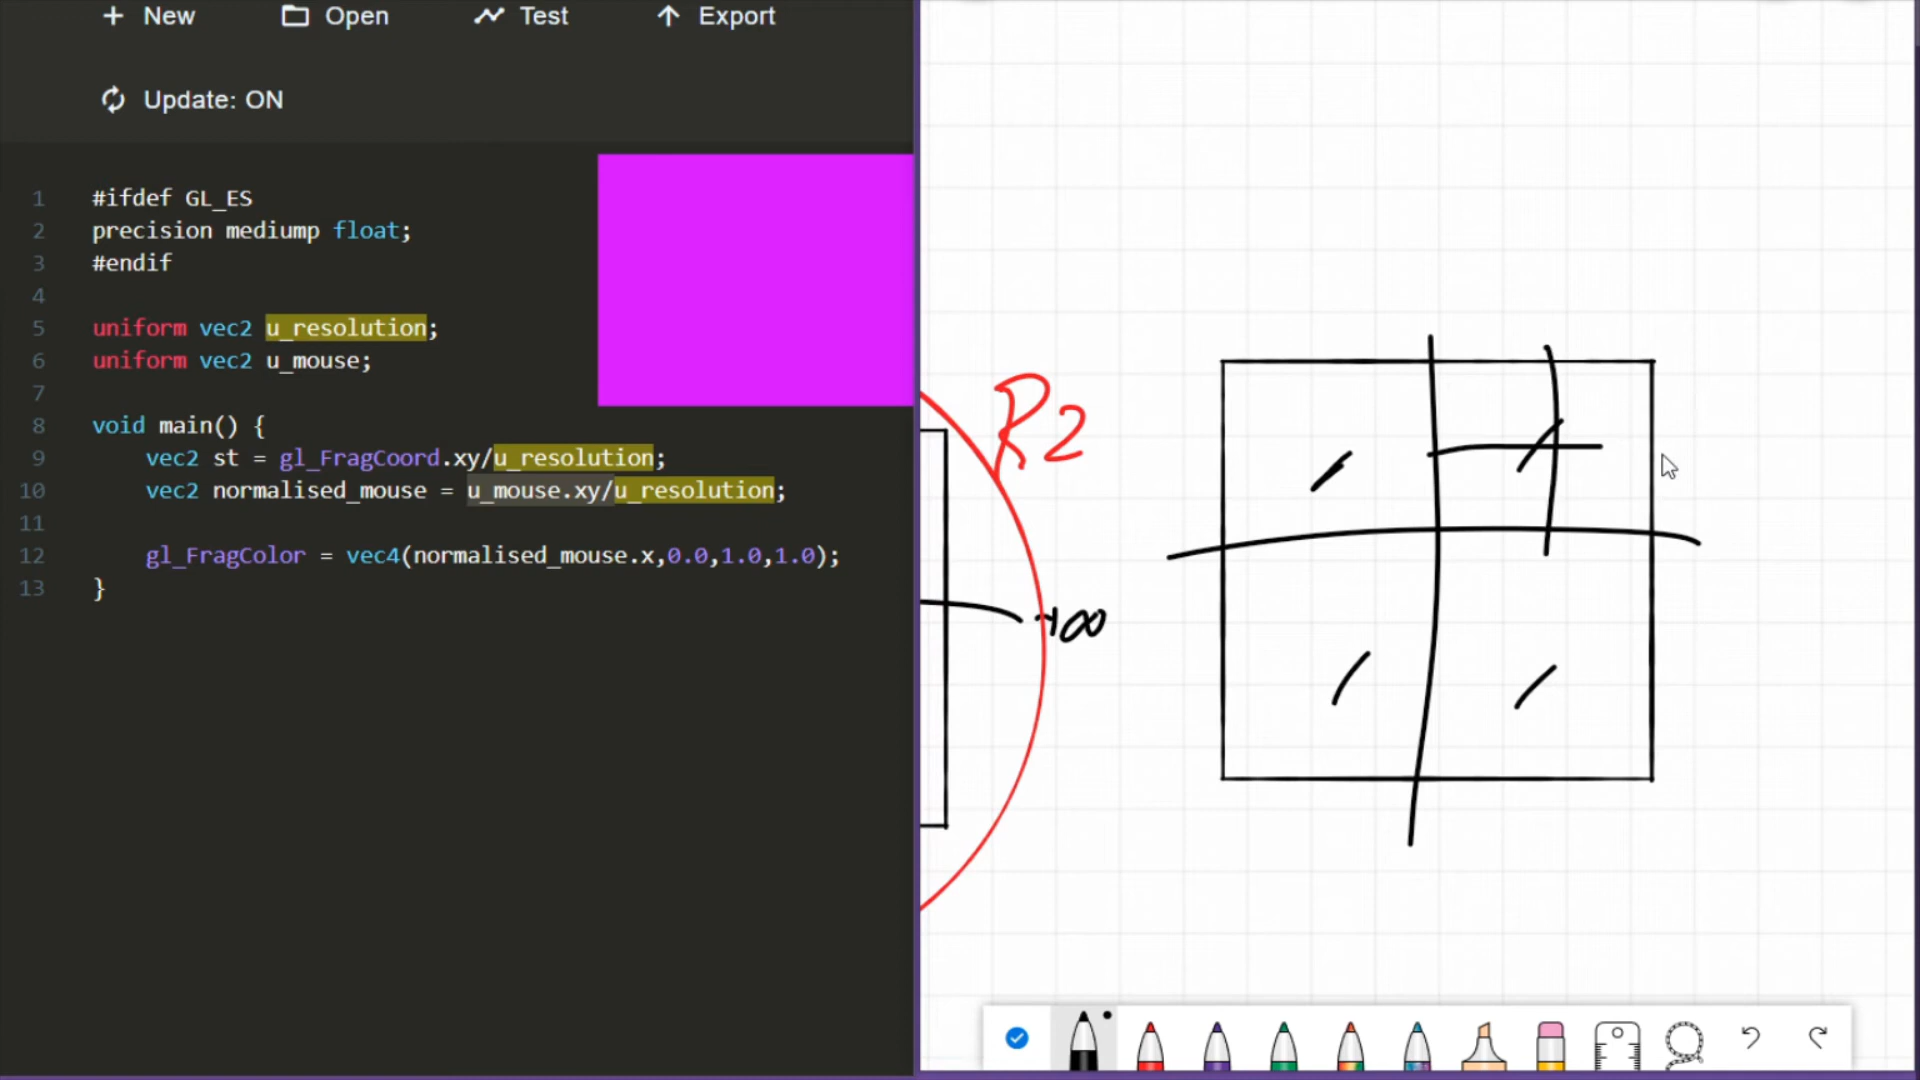 New Open Test Export
Update: ON
1 #ifdef GL_ES
2 precision mediump float;
3 #endif
4
5 uniform vec2 u_resolution;
6 uniform vec2 u_mouse;
7
8 void main() {
9 vec2 st = gl_FragCoord.xy/u_resolution;
10 vec2 normalised_mouse = u_mouse.xy/u_resolution;
11
12 gl_FragColor = vec4(normalised_mouse.x,0.0,1.0,1.0);
13 }
R2
+∞